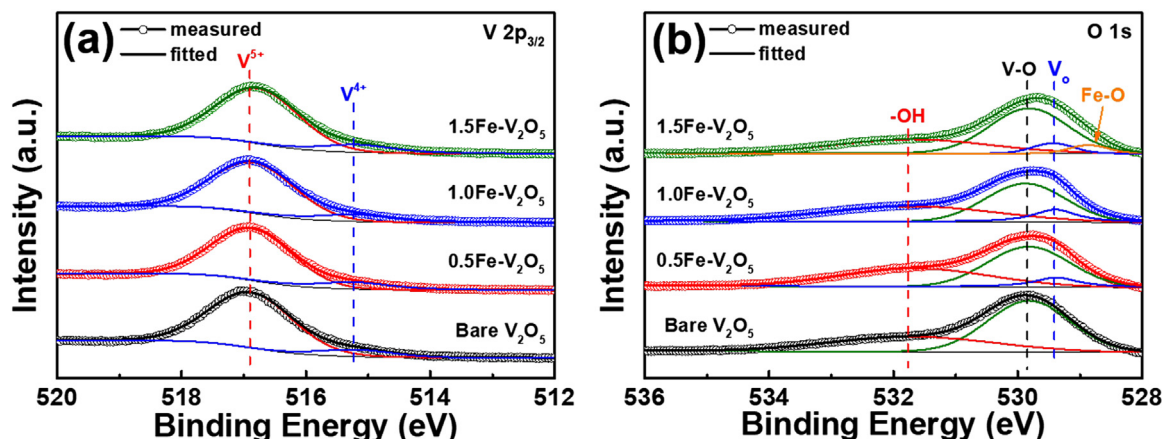 (a)
measured
fitted
V 2p₃/₂
V⁵⁺
V⁴⁺
1.5Fe-V₂O₅
1.0Fe-V₂O₅
0.5Fe-V₂O₅
Bare V₂O₅
Intensity (a.u.)
520 518 516 514 512
Binding Energy (eV)
(b)
measured
fitted
O 1s
V-O
Vₒ
Fe-O
-OH
1.5Fe-V₂O₅
1.0Fe-V₂O₅
0.5Fe-V₂O₅
Bare V₂O₅
Intensity (a.u.)
536 534 532 530 528
Binding Energy (eV)